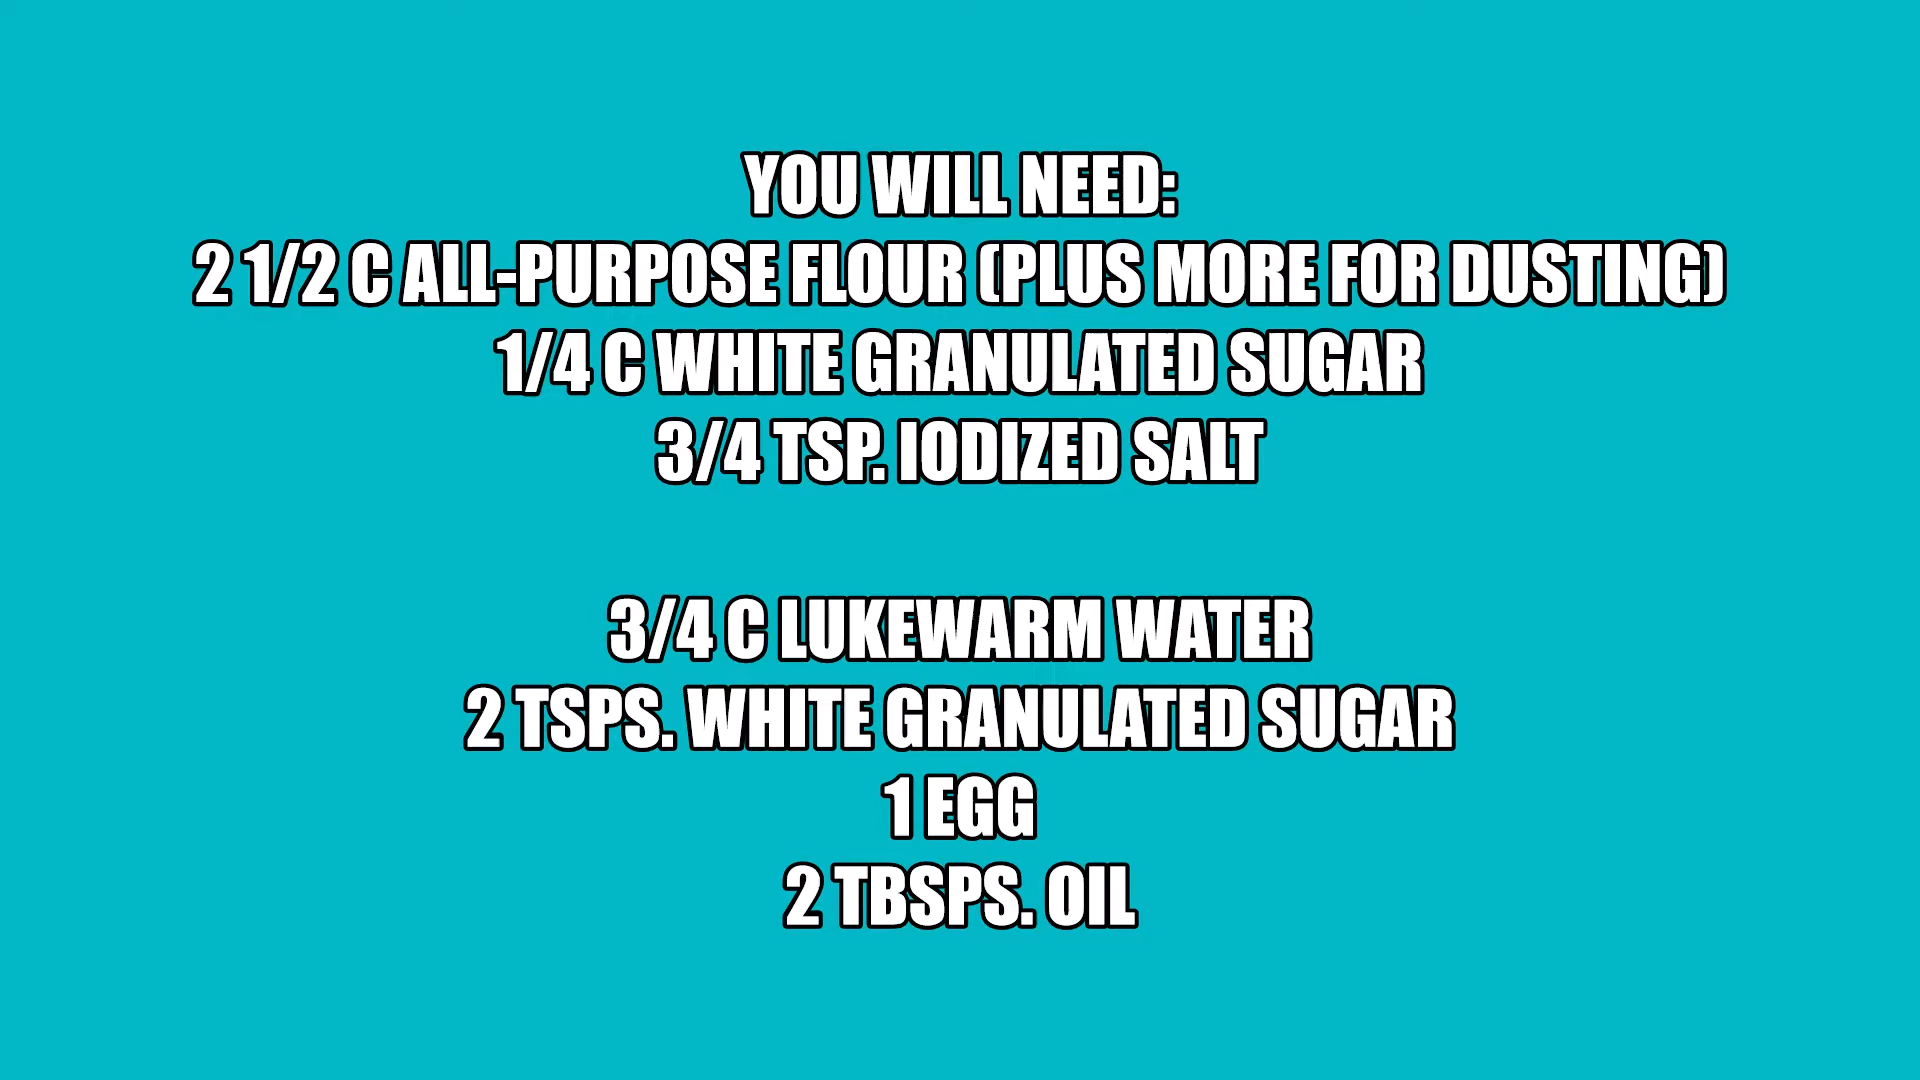 YOU WILL NEED:
2 1/2 C ALL-PURPOSE FLOUR (PLUS MORE FOR DUSTING)
1/4 C WHITE GRANULATED SUGAR
3/4 TSP. IODIZED SALT
3/4 C LUKEWARM WATER
2 TSPS. WHITE GRANULATED SUGAR
1 EGG
2 TBSPS. OIL